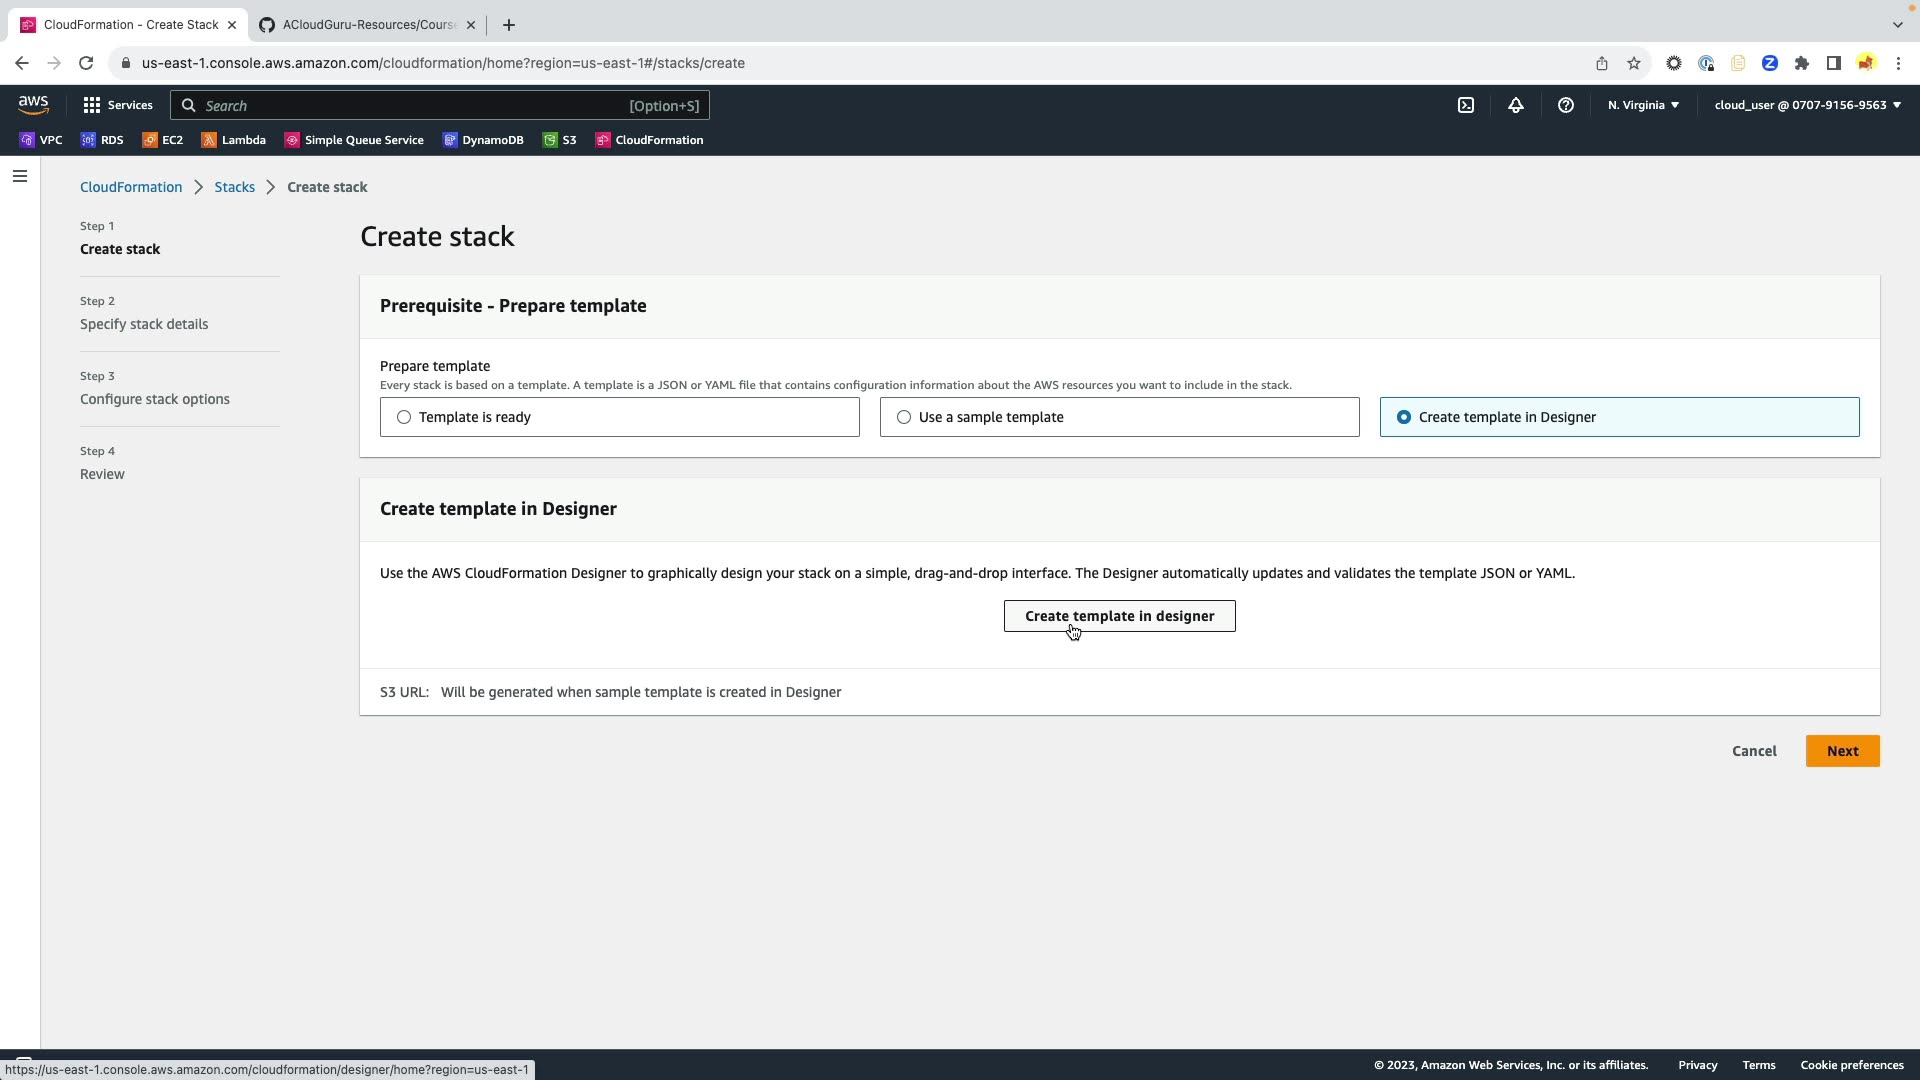 CloudFormation - Create Stack
ACloudGuru-Resources/Course
us-east-1.console.aws.amazon.com/cloudformation/home?region=us-east-1#/stacks/create
aws
Services
Search
[Option+S]
N. Virginia
cloud_user @ 0707-9156-9563
VPC
RDS
EC2
Lambda
Simple Queue Service
DynamoDB
S3
CloudFormation
CloudFormation
Stacks
Create stack
Step 1
Create stack
Step 2
Specify stack details
Step 3
Configure stack options
Step 4
Review
Create stack
Prerequisite - Prepare template
Prepare template
Every stack is based on a template. A template is a JSON or YAML file that contains configuration information about the AWS resources you want to include in the stack.
Template is ready
Use a sample template
Create template in Designer
Create template in Designer
Use the AWS CloudFormation Designer to graphically design your stack on a simple, drag-and-drop interface. The Designer automatically updates and validates the template JSON or YAML.
Create template in designer
S3 URL: Will be generated when sample template is created in Designer
Cancel
Next
https://us-east-1.console.aws.amazon.com/cloudformation/designer/home?region=us-east-1
© 2023, Amazon Web Services, Inc. or its affiliates.
Privacy
Terms
Cookie preferences